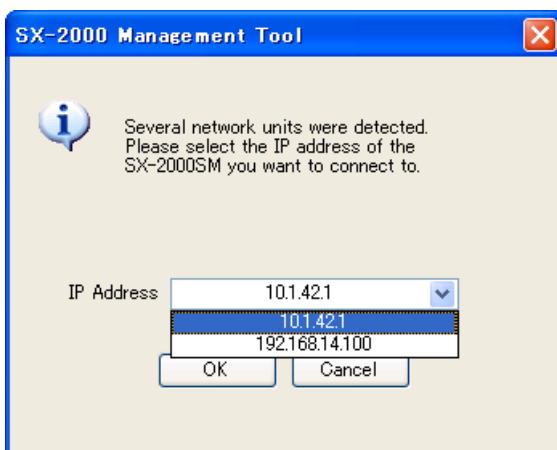 SX-2000 Management Tool
Several network units were detected.
Please select the IP address of the
SX-2000SM you want to connect to.
IP Address 10.1.42.1
10.1.42.1
192.168.14.100
OK Cancel